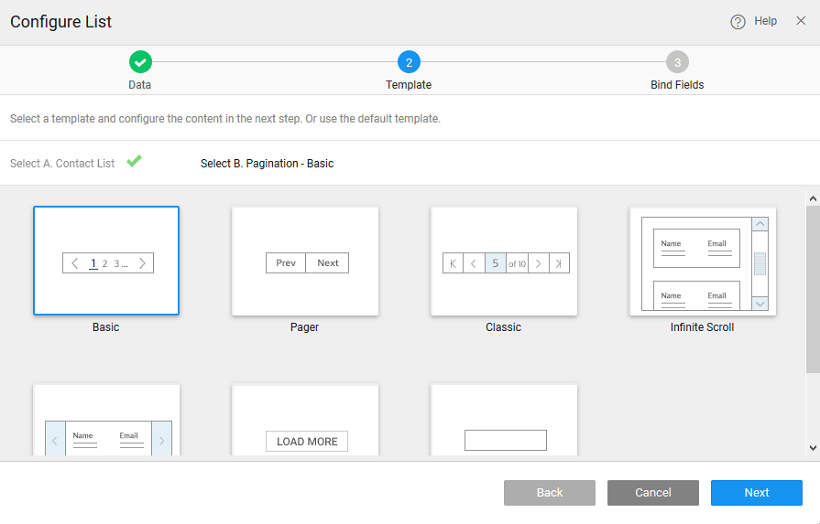 Configure List
? Help ×
2
3
Data
Template
Bind Fields
Select a template and configure the content in the next step. Or use the default template.
Select A. Contact List
Select B. Pagination - Basic
1 2 3 ...
Prev Next
5 of 10
Name Email
Name Email
Basic
Pager
Classic
Infinite Scroll
Name Email
LOAD MORE
Back
Cancel
Next